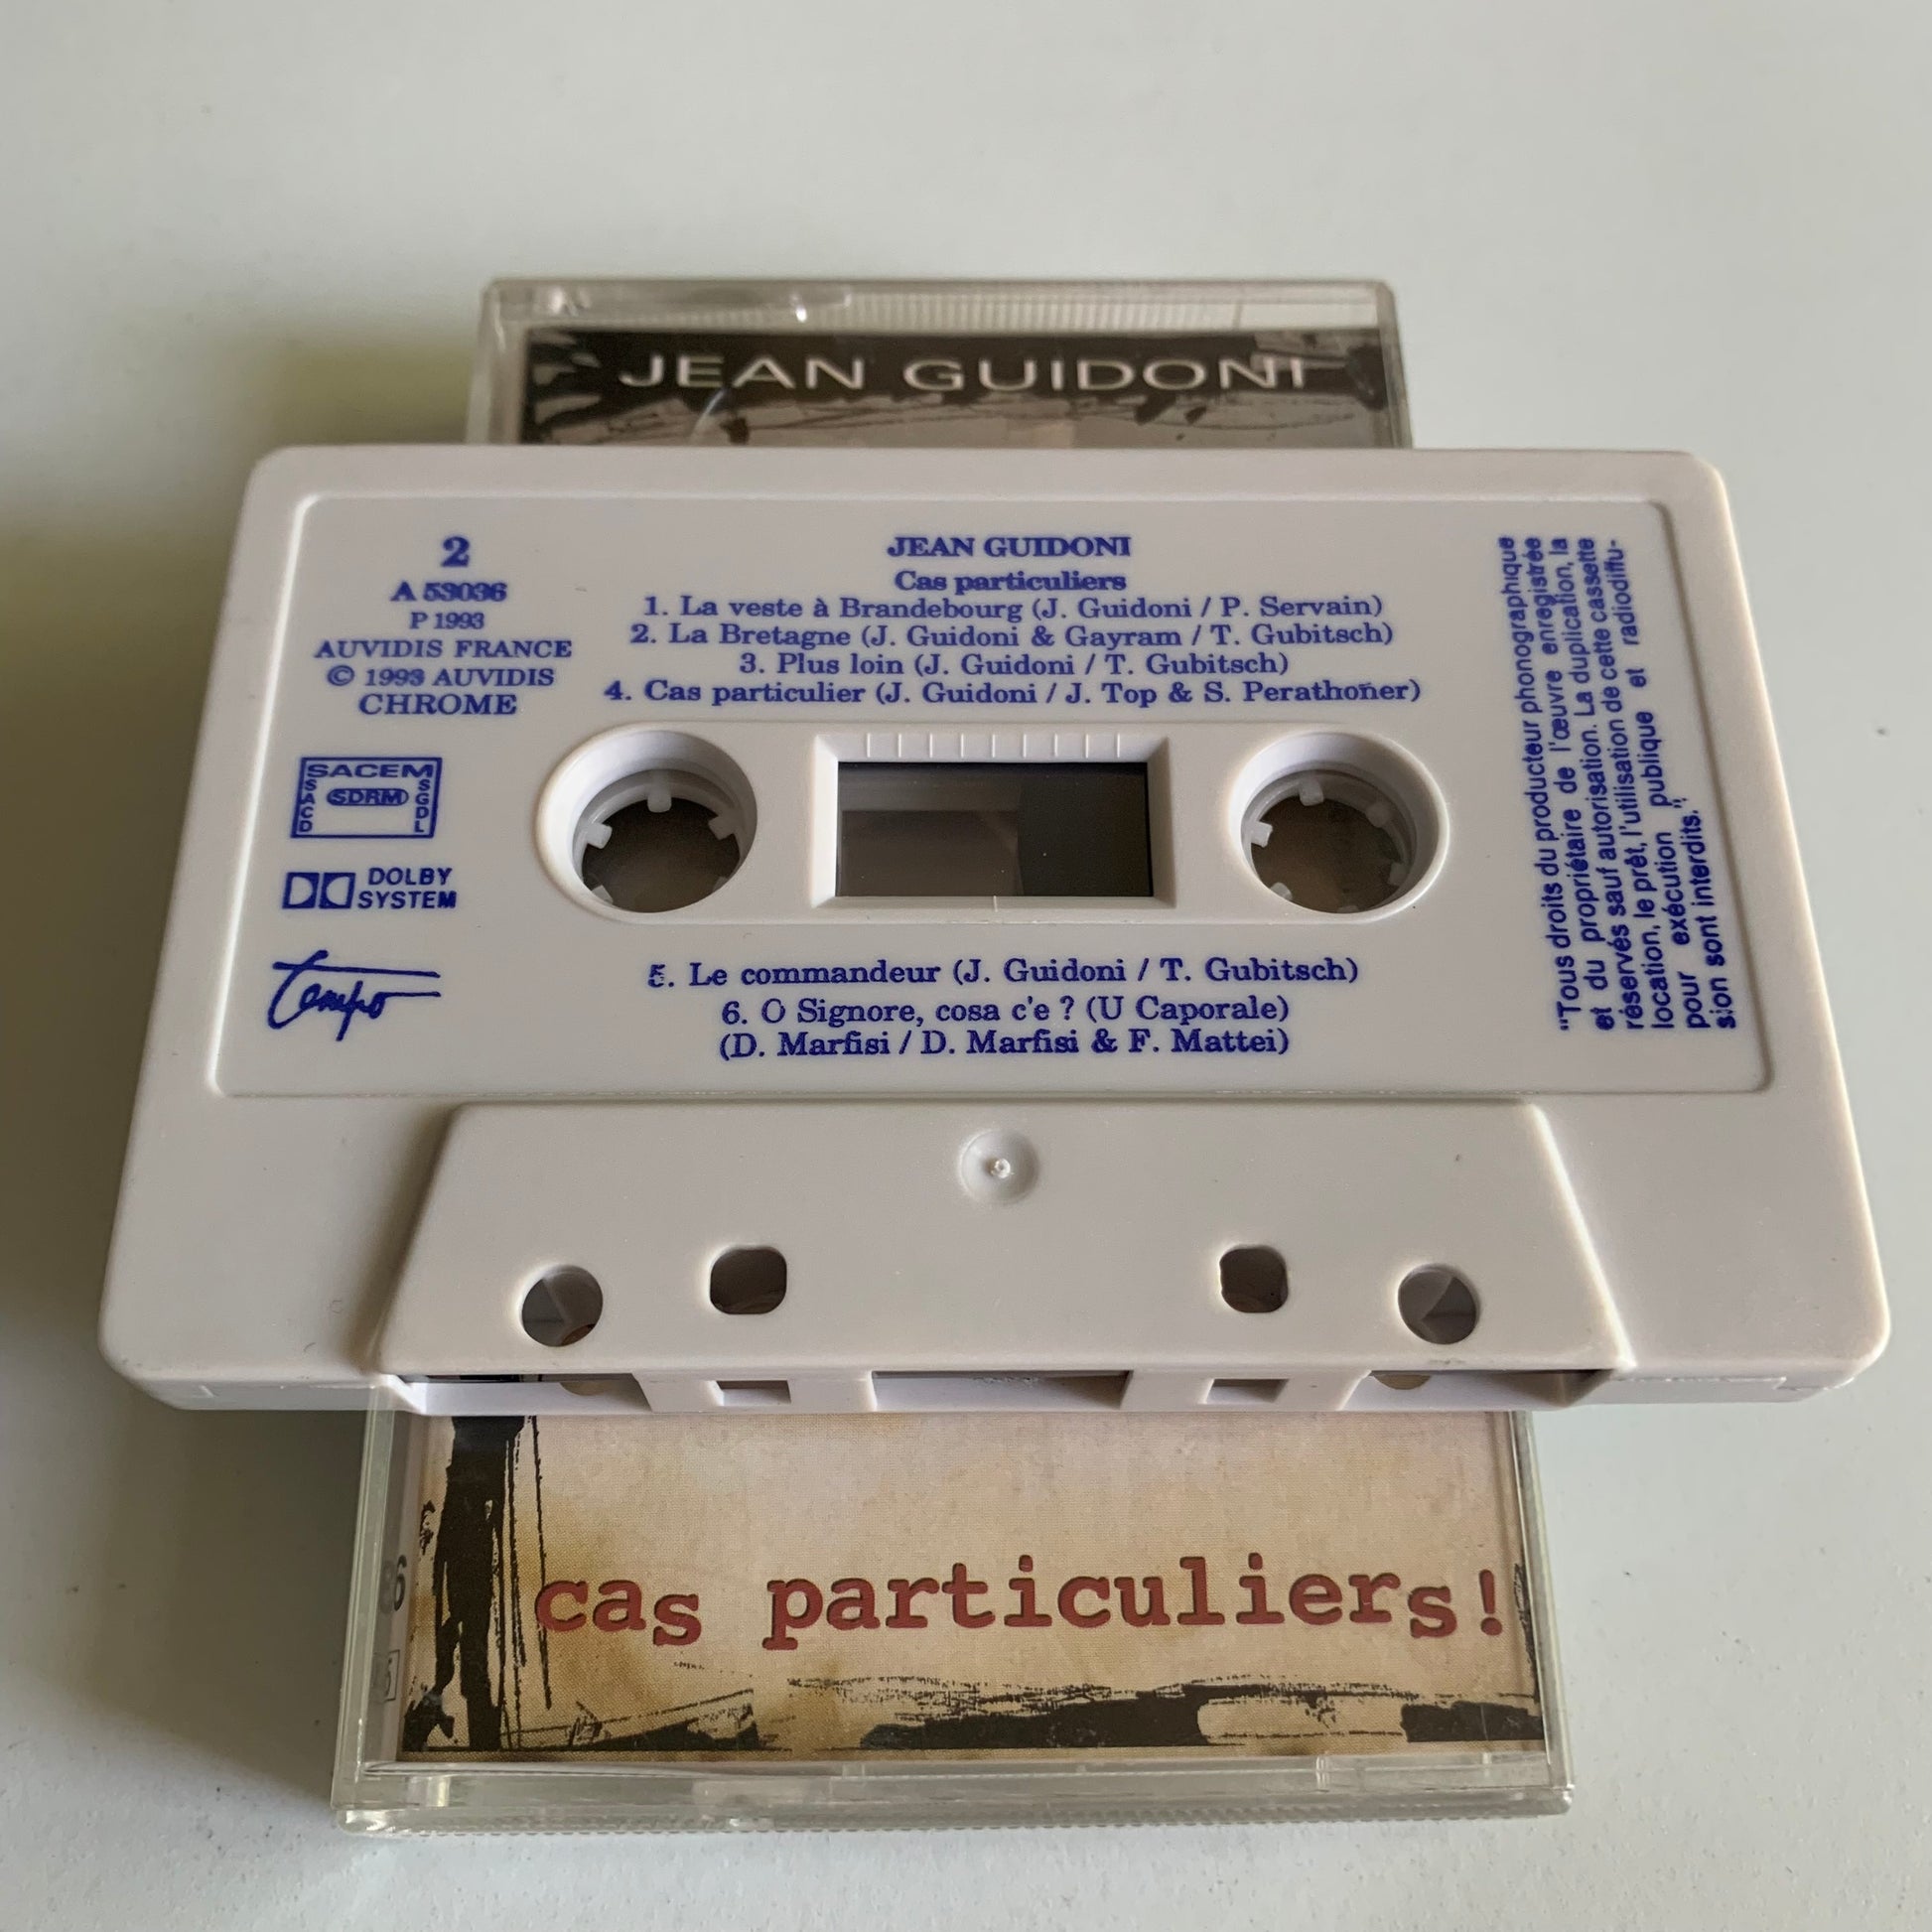 JEAN GUIDONI
2
A 53036
P 1993
AUVIDIS FRANCE
© 1993 AUVIDIS
CHROME
SACEM
SACD
SDRM
SGDL
DOLBY
SYSTEM
Tempo
JEAN GUIDONI
Cas particuliers
1. La veste à Brandebourg (J. Guidoni / P. Servain)
2. La Bretagne (J. Guidoni & Gayram / T. Gubitsch)
3. Plus loin (J. Guidoni / T. Gubitsch)
4. Cas particulier (J. Guidoni / J. Top & S. Perathoner)
5. Le commandeur (J. Guidoni / T. Gubitsch)
6. O Signore, cosa c'e ? (U Caporale)
(D. Marfisi / D. Marfisi & F. Mattei)
"Tous droits du producteur phonographique
et du propriétaire de l'œuvre enregistrée
réservés sauf autorisation. La duplication, la
location, le prêt, l'utilisation de cette cassette
pour exécution publique et radiodiffu-
sion sont interdits."
cas particuliers!